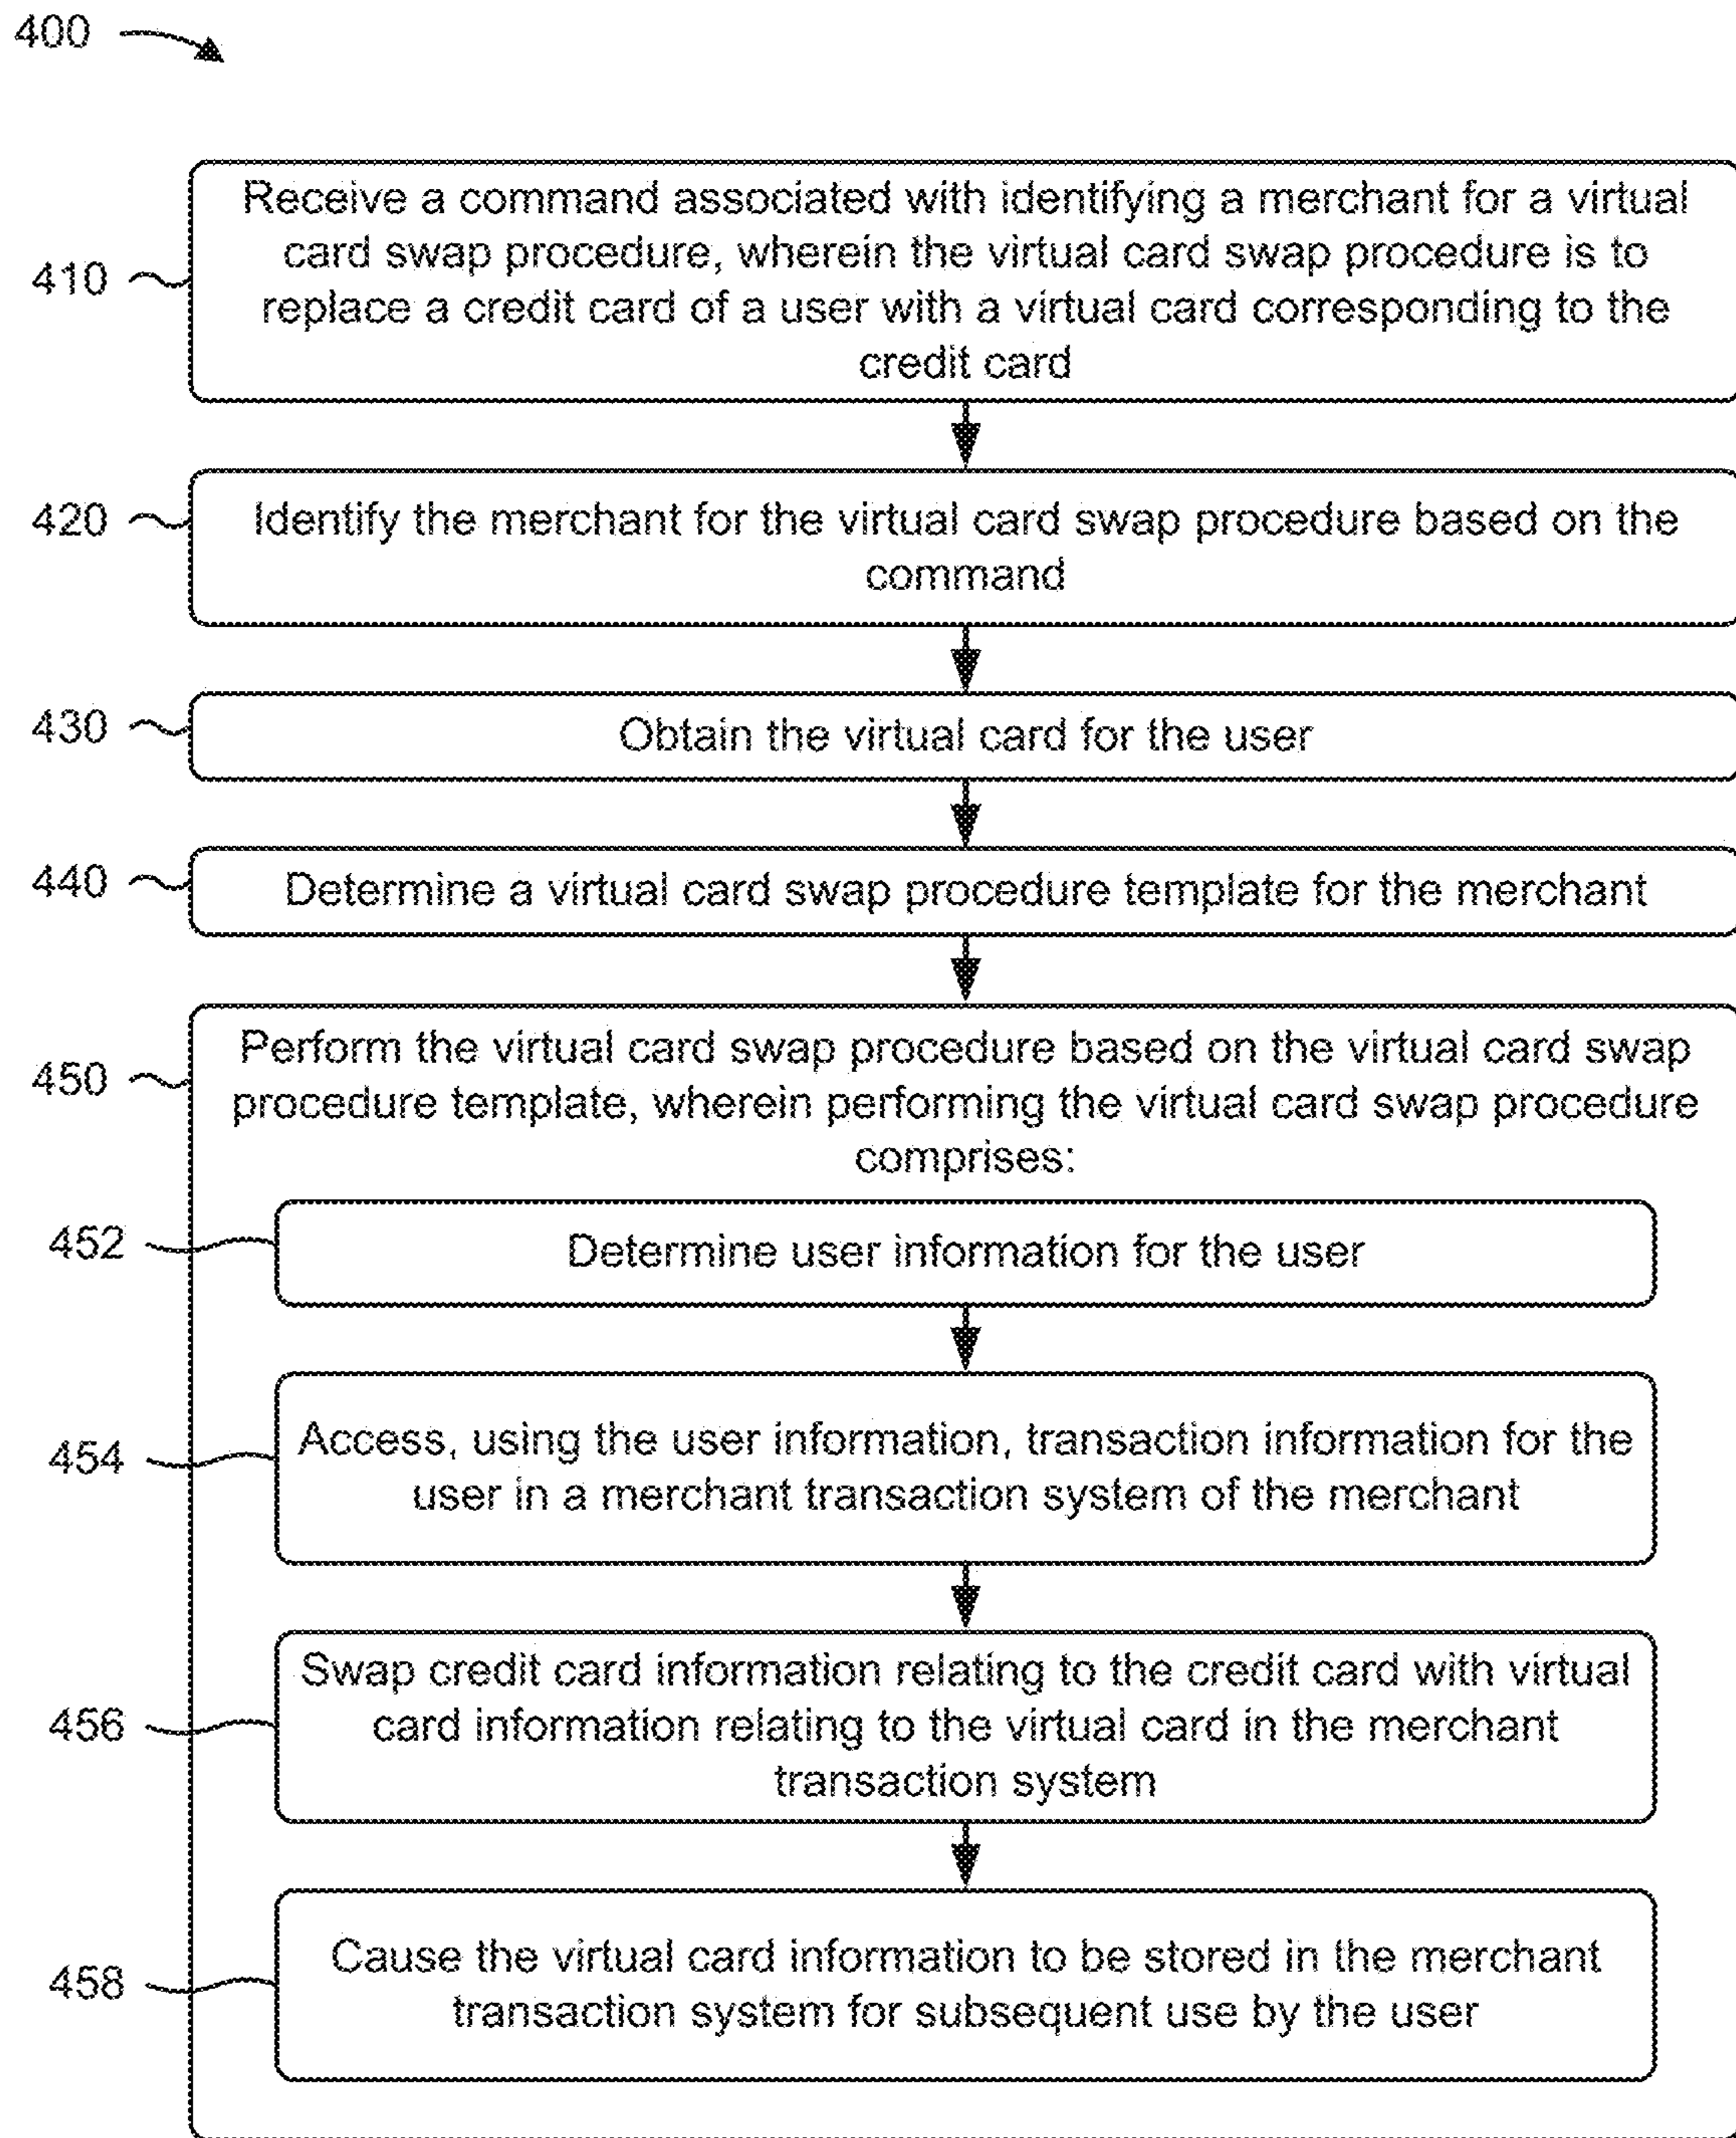 400
410
Receive a command associated with identifying a merchant for a virtual
card swap procedure, wherein the virtual card swap procedure is to
replace a credit card of a user with a virtual card corresponding to the
credit card
420
Identify the merchant for the virtual card swap procedure based on the
command
430
Obtain the virtual card for the user
440
Determine a virtual card swap procedure template for the merchant
450
Perform the virtual card swap procedure based on the virtual card swap
procedure template, wherein performing the virtual card swap procedure
comprises:
452
Determine user information for the user
454
Access, using the user information, transaction information for the
user in a merchant transaction system of the merchant
456
Swap credit card information relating to the credit card with virtual
card information relating to the virtual card in the merchant
transaction system
458
Cause the virtual card information to be stored in the merchant
transaction system for subsequent use by the user